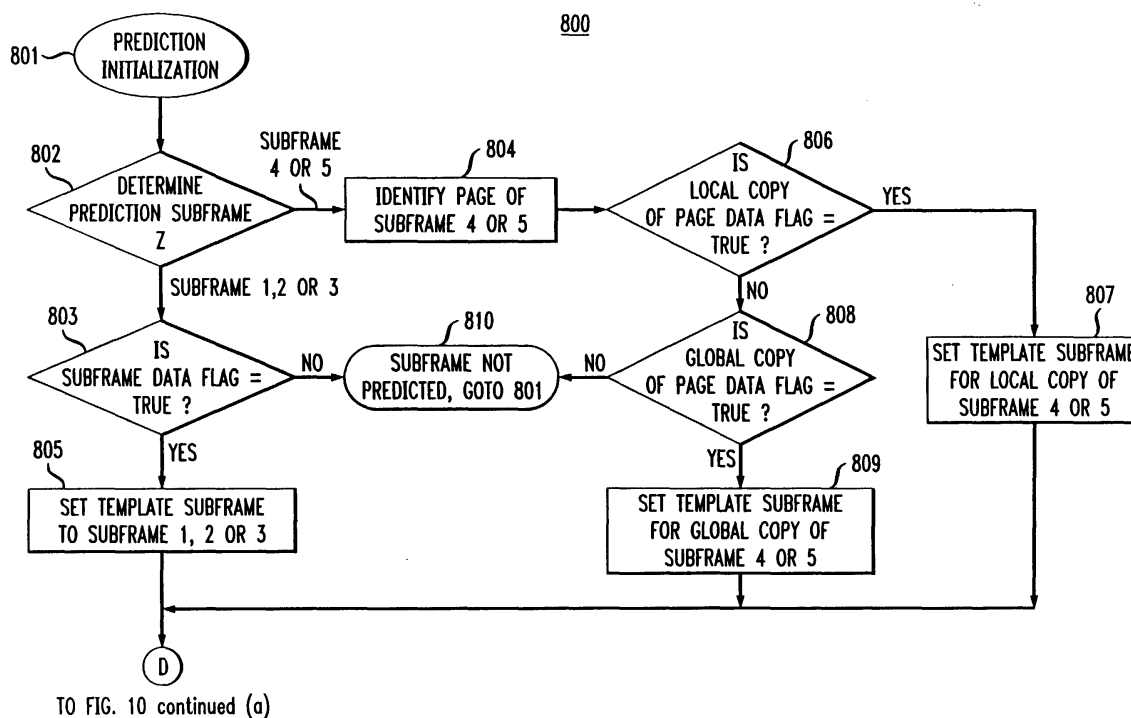 800
801
PREDICTION
INITIALIZATION
802
DETERMINE
PREDICTION SUBFRAME
Z
SUBFRAME
4 OR 5
804
IDENTIFY PAGE OF
SUBFRAME 4 OR 5
806
IS
LOCAL COPY
OF PAGE DATA FLAG =
TRUE ?
YES
SUBFRAME 1,2 OR 3
NO
803
IS
SUBFRAME DATA FLAG =
TRUE ?
NO
810
SUBFRAME NOT
PREDICTED, GOTO 801
NO
808
IS
GLOBAL COPY
OF PAGE DATA FLAG =
TRUE ?
807
SET TEMPLATE SUBFRAME
FOR LOCAL COPY OF
SUBFRAME 4 OR 5
YES
805
SET TEMPLATE SUBFRAME
TO SUBFRAME 1, 2 OR 3
YES
809
SET TEMPLATE SUBFRAME
FOR GLOBAL COPY OF
SUBFRAME 4 OR 5
D
TO FIG. 10 continued (a)